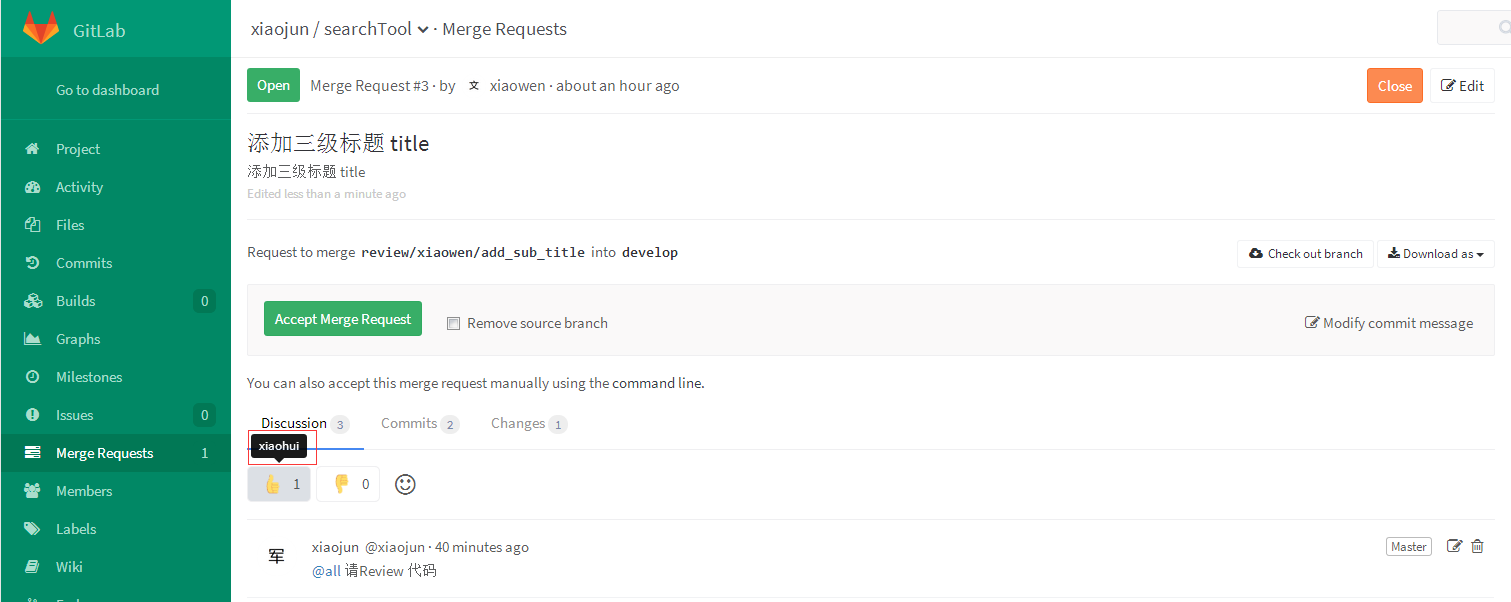 GitLab
xiaojun / searchTool · Merge Requests
Go to dashboard
Open Merge Request #3 · by 文 xiaowen · about an hour ago
Close Edit
Project
Activity
Files
Commits
Builds 0
Graphs
Milestones
Issues 0
Merge Requests 1
Members
Labels
Wiki
添加三级标题 title
添加三级标题 title
Edited less than a minute ago
Request to merge review/xiaowen/add_sub_title into develop
Check out branch Download as
Accept Merge Request Remove source branch Modify commit message
You can also accept this merge request manually using the command line.
Discussion 3 Commits 2 Changes 1
xiaohui
1 0
军 xiaojun @xiaojun · 40 minutes ago
Master
@all 请Review 代码